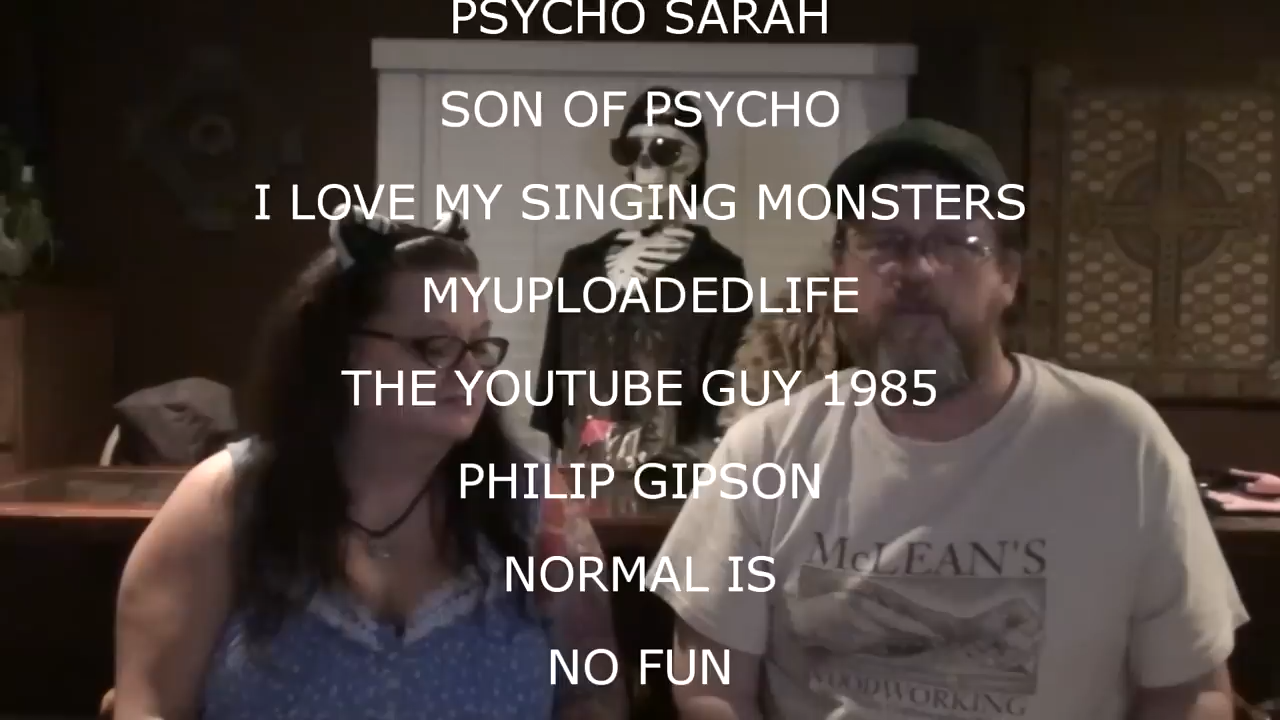 PSYCHO SARAH
SON OF PSYCHO
I LOVE MY SINGING MONSTERS
MYUPLOADEDLIFE
THE YOUTUBE GUY 1985
PHILIP GIPSON
NORMAL IS
NO FUN
McLEAN'S
WOODWORKING